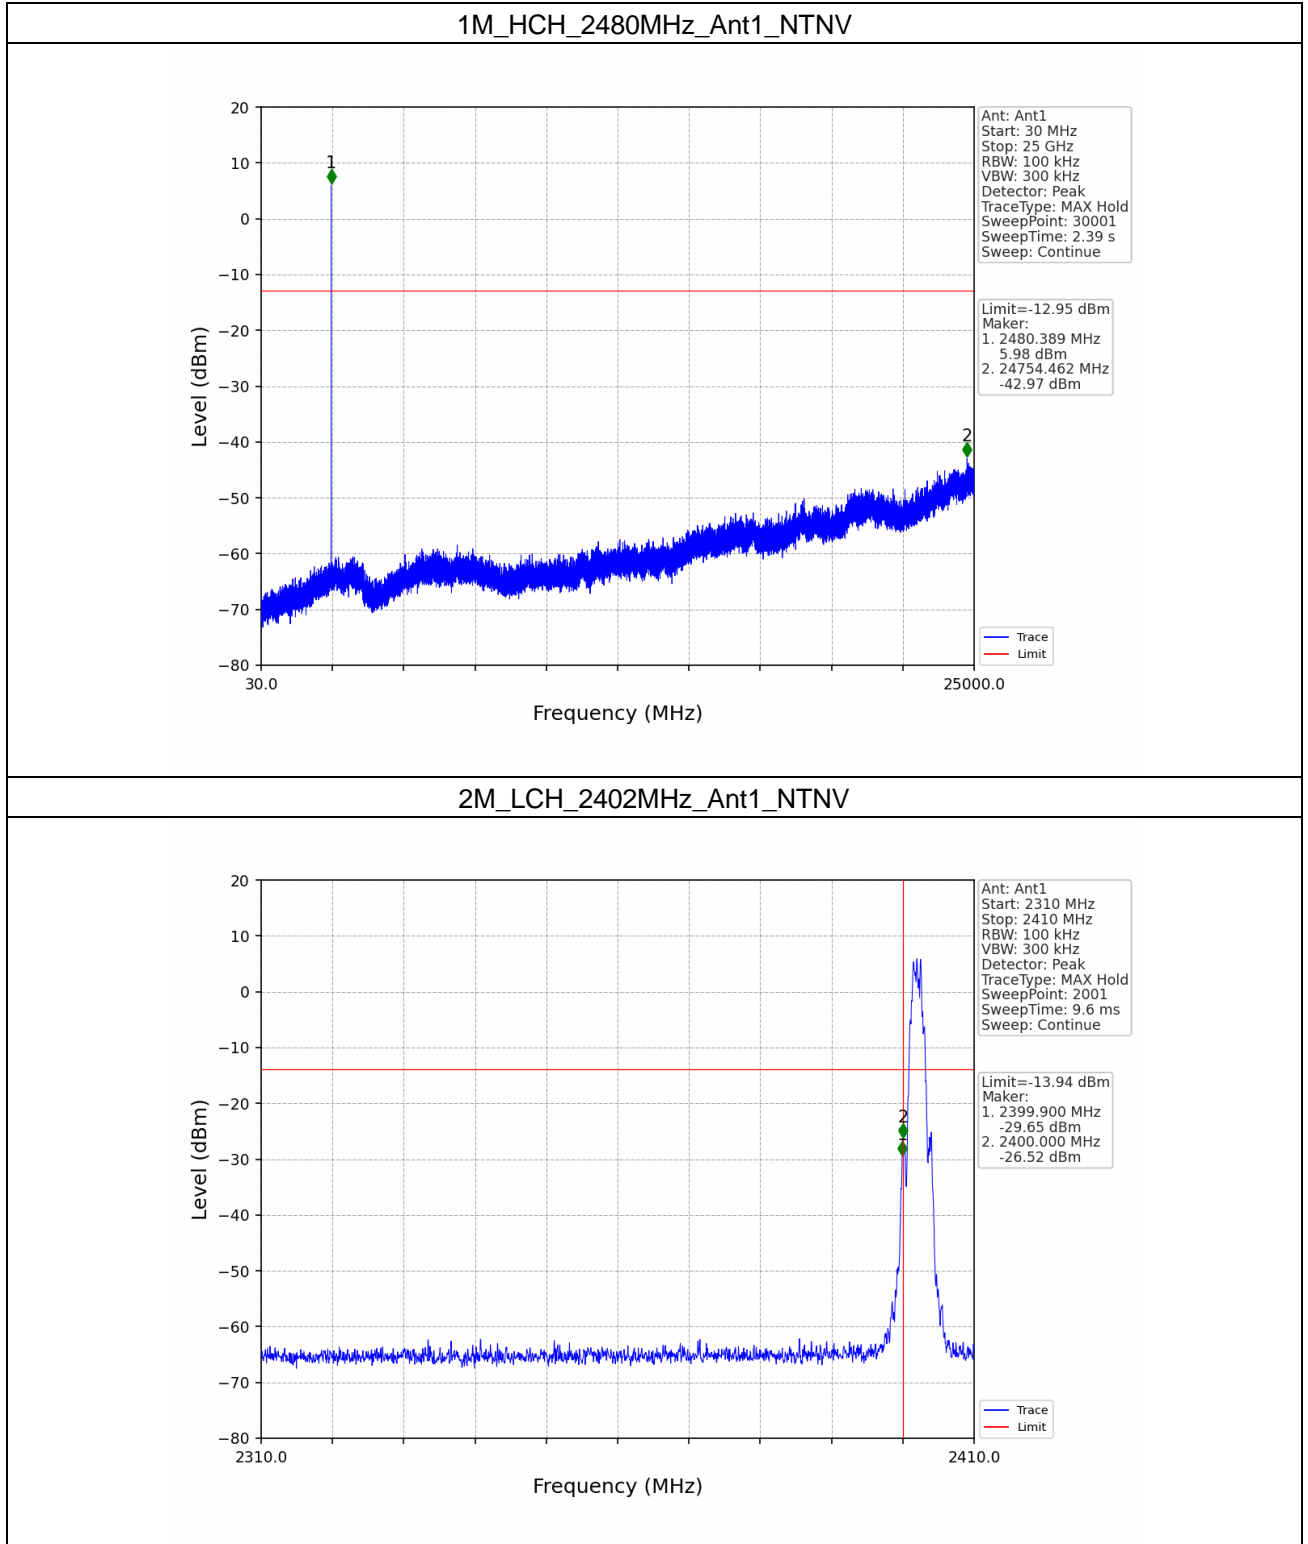 1M_HCH_2480MHz_Ant1_NTNV
20
10
0
−10
−20
−30
−40
−50
−60
−70
−80
Level (dBm)
1
2
30.0
25000.0
Frequency (MHz)
Ant: Ant1
Start: 30 MHz
Stop: 25 GHz
RBW: 100 kHz
VBW: 300 kHz
Detector: Peak
TraceType: MAX Hold
SweepPoint: 30001
SweepTime: 2.39 s
Sweep: Continue
Limit=-12.95 dBm
Maker:
1. 2480.389 MHz
5.98 dBm
2. 24754.462 MHz
-42.97 dBm
Trace
Limit
2M_LCH_2402MHz_Ant1_NTNV
20
10
0
−10
−20
−30
−40
−50
−60
−70
−80
Level (dBm)
2
2310.0
2410.0
Frequency (MHz)
Ant: Ant1
Start: 2310 MHz
Stop: 2410 MHz
RBW: 100 kHz
VBW: 300 kHz
Detector: Peak
TraceType: MAX Hold
SweepPoint: 2001
SweepTime: 9.6 ms
Sweep: Continue
Limit=-13.94 dBm
Maker:
1. 2399.900 MHz
-29.65 dBm
2. 2400.000 MHz
-26.52 dBm
Trace
Limit